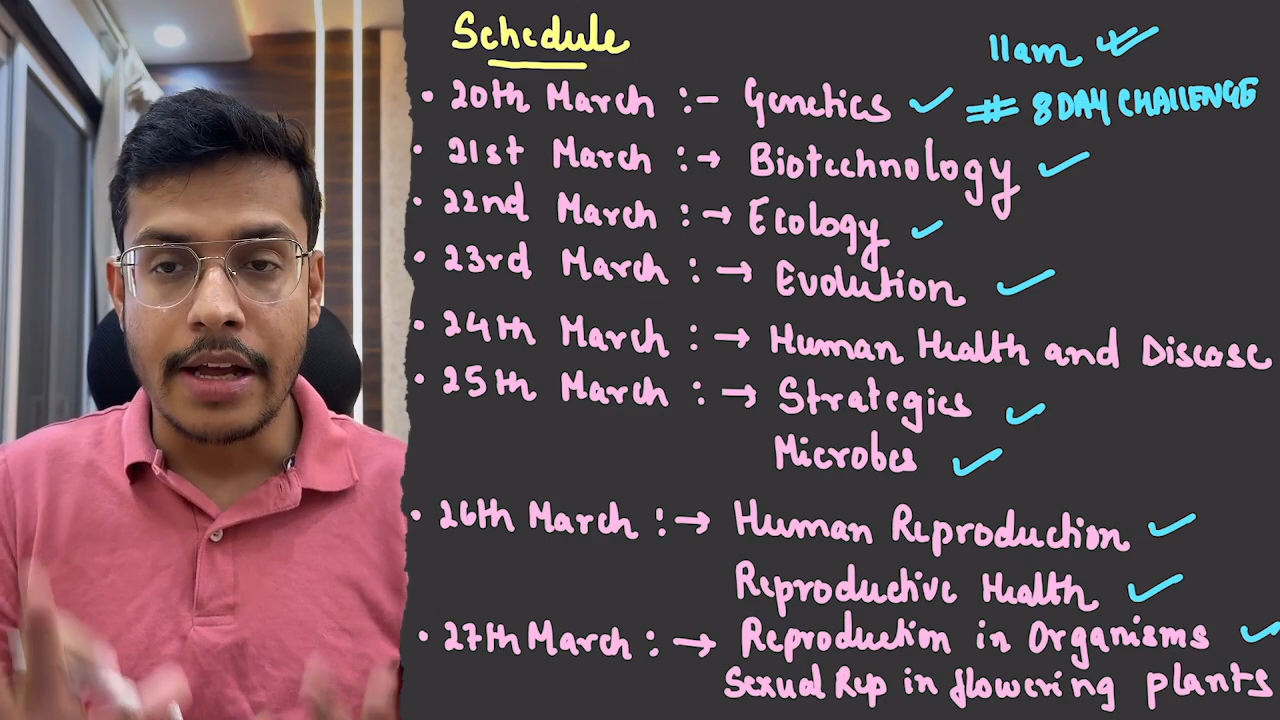 Schedule
11am
• 20th March :- Genetics
# 8 DAY CHALLENGE
• 21st March :→ Biotechnology
• 22nd March :→ Ecology
• 23rd March :→ Evolution
• 24th March :→ Human Health and Disease
• 25th March :→ Strategies
Microbes
• 26th March :→ Human Reproduction
Reproductive Health
• 27th March :→ Reproduction in Organisms
Sexual Rep in flowering plants